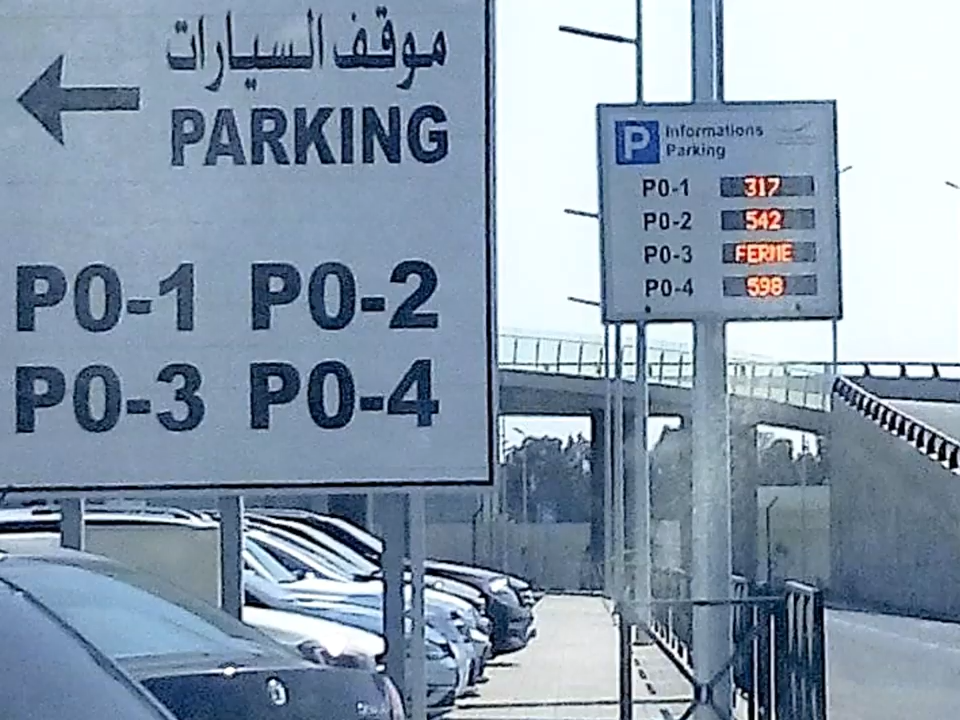 موقف السيارات
PARKING
P0-1 P0-2
P0-3 P0-4
P Informations
Parking
P0-1 317
P0-2 542
P0-3 FERME
P0-4 598